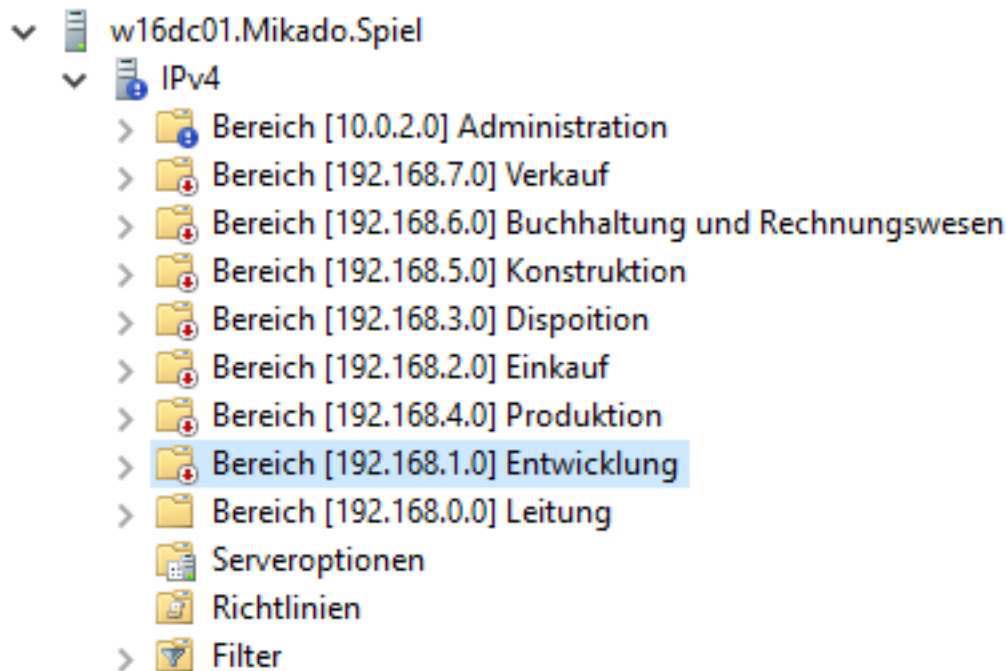 w16dc01.Mikado.Spiel
IPv4
Bereich [10.0.2.0] Administration
Bereich [192.168.7.0] Verkauf
Bereich [192.168.6.0] Buchhaltung und Rechnungswesen
Bereich [192.168.5.0] Konstruktion
Bereich [192.168.3.0] Dispoition
Bereich [192.168.2.0] Einkauf
Bereich [192.168.4.0] Produktion
Bereich [192.168.1.0] Entwicklung
Bereich [192.168.0.0] Leitung
Serveroptionen
Richtlinien
Filter